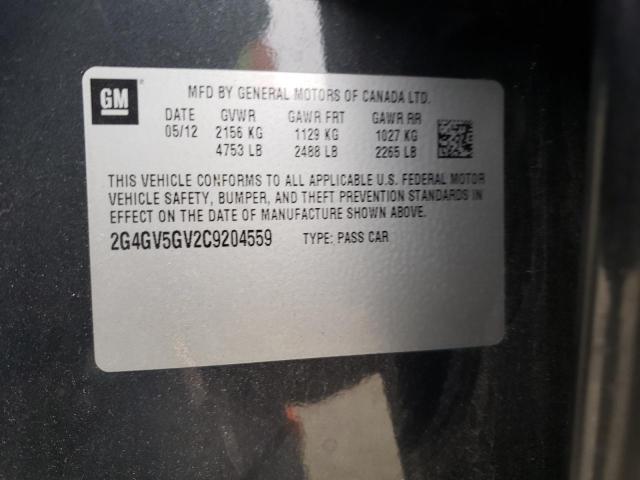 GM
MFD BY GENERAL MOTORS OF CANADA LTD.
DATE GVWR GAWR FRT GAWR RR
05/12 2156 KG 1129 KG 1027 KG
4753 LB 2488 LB 2265 LB
THIS VEHICLE CONFORMS TO ALL APPLICABLE U.S. FEDERAL MOTOR
VEHICLE SAFETY, BUMPER, AND THEFT PREVENTION STANDARDS IN
EFFECT ON THE DATE OF MANUFACTURE SHOWN ABOVE.
2G4GV5GV2C9204559 TYPE: PASS CAR